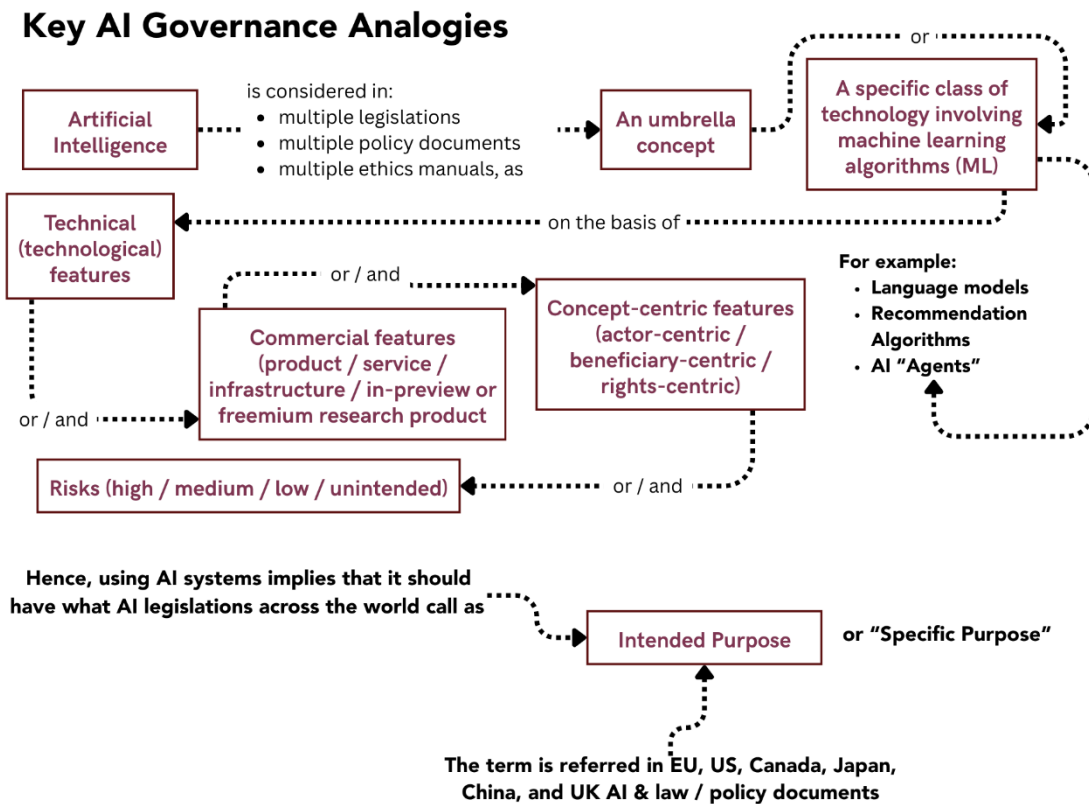 Key AI Governance Analogies
or
Artificial
Intelligence
is considered in:
• multiple legislations
• multiple policy documents
• multiple ethics manuals, as
An umbrella
concept
A specific class of
technology involving
machine learning
algorithms (ML)
on the basis of
Technical
(technological)
features
or / and
Commercial features
(product / service /
infrastructure / in-preview or
freemium research product
or / and
Concept-centric features
(actor-centric /
beneficiary-centric /
rights-centric)
For example:
• Language models
• Recommendation
Algorithms
• AI “Agents”
or / and
Risks (high / medium / low / unintended)
Hence, using AI systems implies that it should
have what AI legislations across the world call as
Intended Purpose
or “Specific Purpose”
The term is referred in EU, US, Canada, Japan,
China, and UK AI & law / policy documents